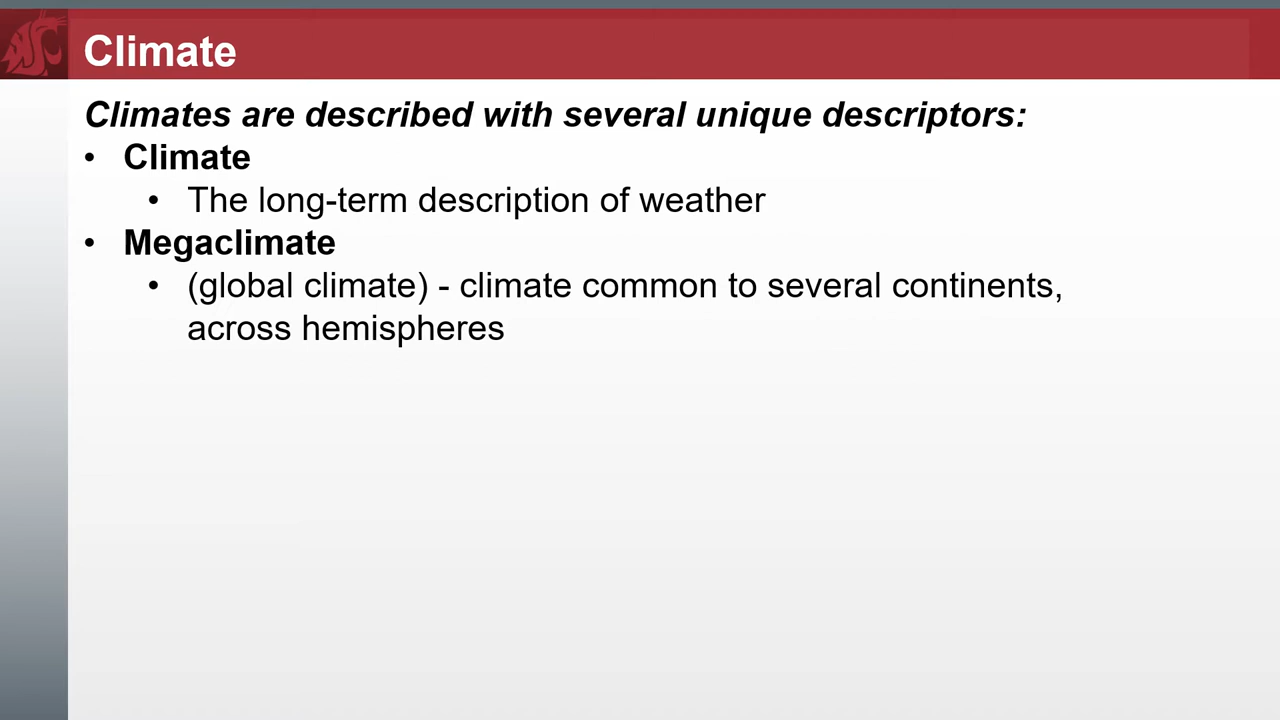 Climate
Climates are described with several unique descriptors:
• Climate
• The long-term description of weather
• Megaclimate
• (global climate) - climate common to several continents,
across hemispheres